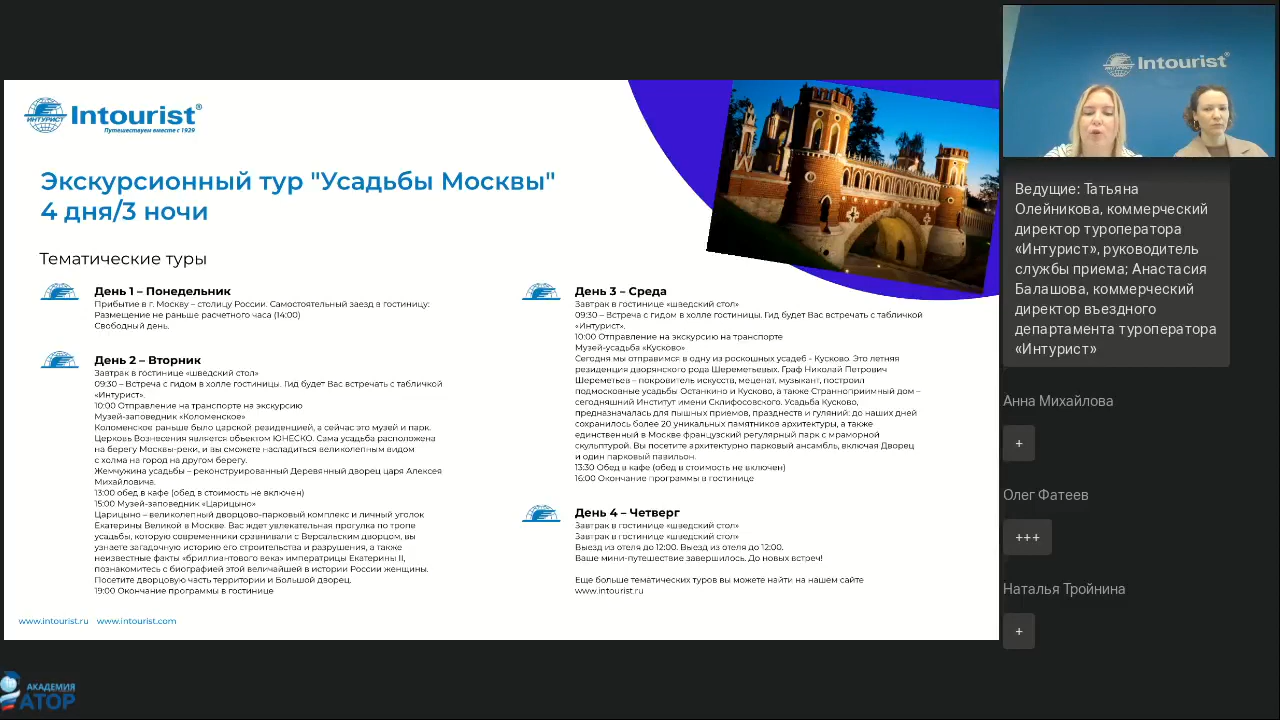 Intourist®
ИНТУРИСТ
Путешествуем вместе с 1929
Экскурсионный тур "Усадьбы Москвы"
4 дня/3 ночи
Тематические туры
День 1 – Понедельник
Прибытие в г. Москву – столицу России. Самостоятельный заезд в гостиницу.
Размещение не раньше расчетного часа (14:00)
Свободный день.
День 2 – Вторник
Завтрак в гостинице «шведский стол»
09:30 – Встреча с гидом в холле гостиницы. Гид будет Вас встречать с табличкой
«Интурист».
10:00 Отправление на транспорте на экскурсию
Музей-заповедник «Коломенское»
Коломенское раньше было царской резиденцией, а сейчас это музей и парк.
Церковь Вознесения является объектом ЮНЕСКО. Сама усадьба расположена
на берегу Москвы-реки, и вы сможете насладиться великолепным видом
с холма на город на другом берегу.
Жемчужина усадьбы – реконструированный Деревянный дворец царя Алексея
Михайловича.
13:00 обед в кафе (обед в стоимость не включен)
15:00 Музей-заповедник «Царицыно»
Царицыно – великолепный дворцово-парковый комплекс и личный уголок
Екатерины Великой в Москве. Вас ждет увлекательная прогулка по тропе
усадьбы, которую современники сравнивали с Версальским дворцом, вы
узнаете загадочную историю его строительства и разрушения, а также
неизвестные факты «бриллиантового века» императрицы Екатерины II,
познакомитесь с биографией этой величайшей в истории России женщины.
Посетите дворцовую часть территории и Большой дворец.
19:00 Окончание программы в гостинице
День 3 – Среда
Завтрак в гостинице «шведский стол»
09:30 – Встреча с гидом в холле гостиницы. Гид будет Вас встречать с табличкой
«Интурист».
10:00 Отправление на экскурсию на транспорте
Музей-усадьба «Кусково»
Сегодня мы отправимся в одну из роскошных усадеб - Кусково. Это летняя
резиденция дворянского рода Шереметьевых. Граф Николай Петрович
Шереметьев – покровитель искусств, меценат, музыкант, построил
подмосковные усадьбы Останкино и Кусково, а также Странноприимный дом –
сегодняшний Институт имени Склифосовского. Усадьба Кусково,
предназначалась для пышных приемов, празднеств и гуляний: до наших дней
сохранилось более 20 уникальных памятников архитектуры, а также
единственный в Москве французский регулярный парк с мраморной
скульптурой. Вы посетите архитектурно парковый ансамбль, включая Дворец
и один парковый павильон.
13:30 Обед в кафе (обед в стоимость не включен)
16:00 Окончание программы в гостинице
День 4 – Четверг
Завтрак в гостинице «шведский стол»
Завтрак в гостинице «шведский стол»
Выезд из отеля до 12:00. Выезд из отеля до 12:00.
Ваше мини-путешествие завершилось. До новых встреч!
Еще больше тематических туров вы можете найти на нашем сайте
www.intourist.ru
www.intourist.ru www.intourist.com
АКАДЕМИЯ
АТОР
Intourist®
Ведущие: Татьяна
Олейникова, коммерческий
директор туроператора
«Интурист», руководитель
службы приема; Анастасия
Балашова, коммерческий
директор въездного
департамента туроператора
«Интурист»
Анна Михайлова
+
Олег Фатеев
+++
Наталья Тройнина
+